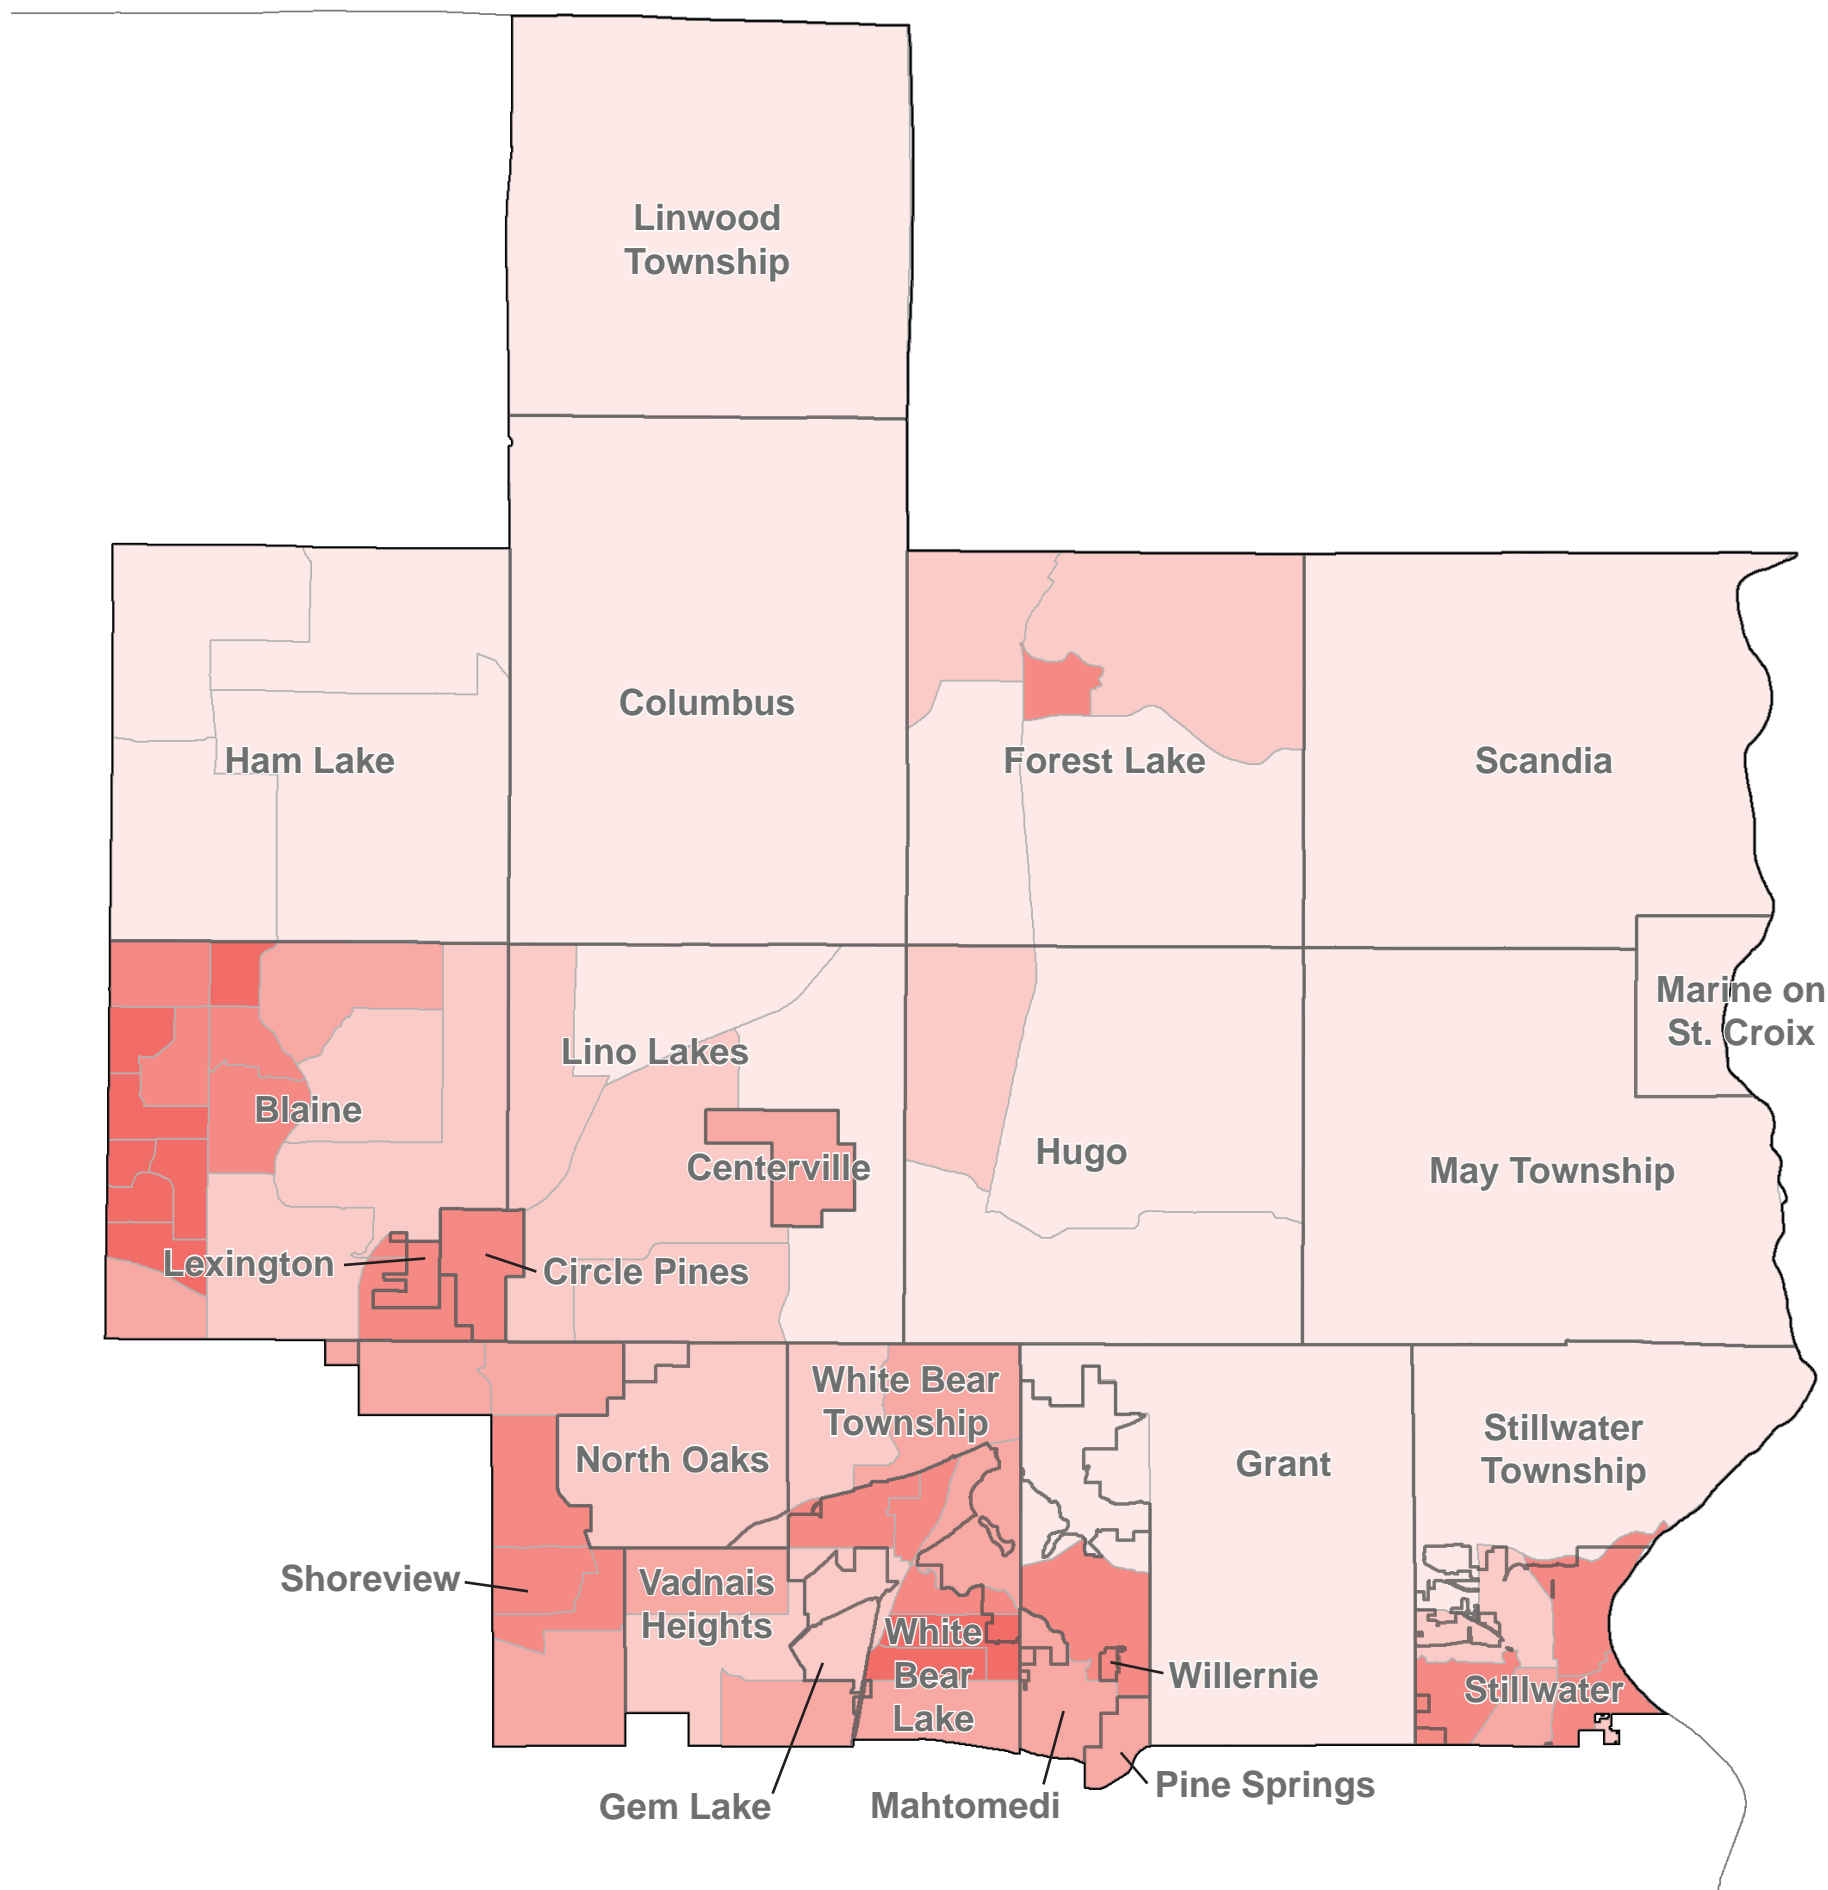 Linwood
Township
Columbus
Ham Lake
Forest Lake
Scandia
Marine on
St. Croix
Lino Lakes
Blaine
Centerville
Hugo
May Township
Lexington
Circle Pines
White Bear
Township
North Oaks
Grant
Stillwater
Township
Shoreview
Vadnais
Heights
White
Bear
Lake
Willernie
Stillwater
Gem Lake
Mahtomedi
Pine Springs